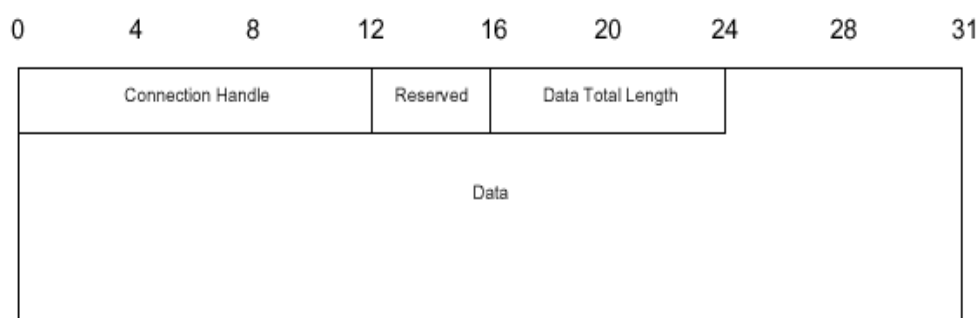 0 4 8 12 16 20 24 28 31
Connection Handle Reserved Data Total Length
Data